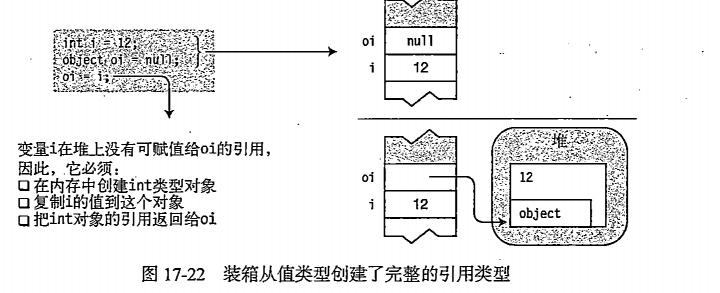 int i = 12;
object oi = null;
oi = i;
oi null
i 12
变量i在堆上没有可赋值给oi的引用，
因此，它必须：
在内存中创建int类型对象
复制i的值到这个对象
把int对象的引用返回给oi
堆
oi
i 12
12
object
图 17-22 装箱从值类型创建了完整的引用类型